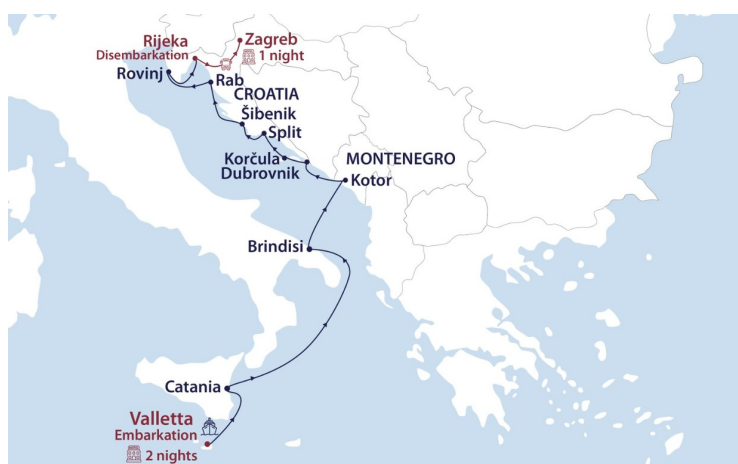 Rijeka
Disembarkation
Zagreb
1 night
Rovinj
Rab
CROATIA
Šibenik
Split
Korčula
Dubrovnik
MONTENEGRO
Kotor
Brindisi
Catania
Valletta
Embarkation
2 nights